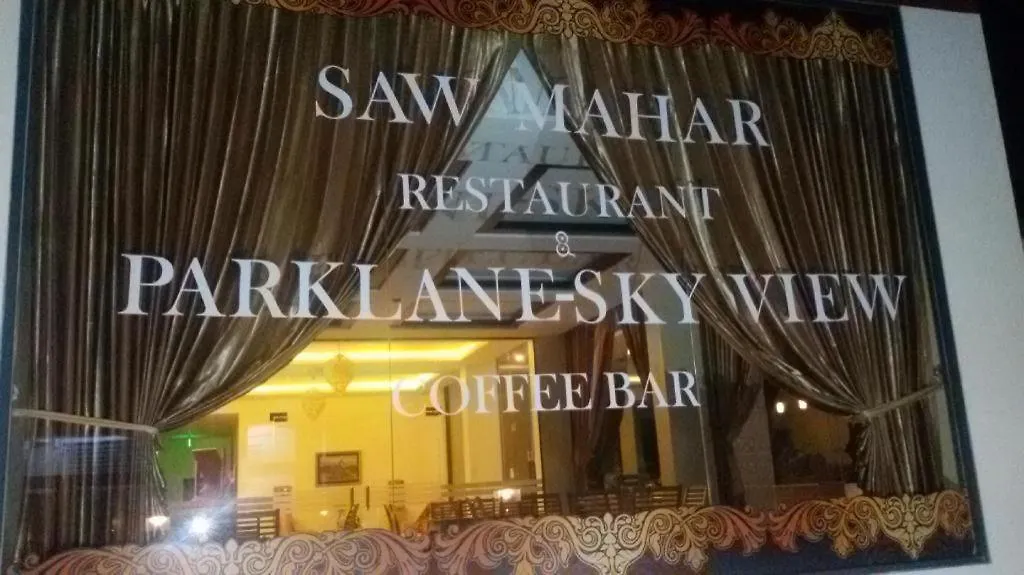 SAW MAHAR
RESTAURANT
&
PARKLANE-SKY VIEW
COFFEE BAR